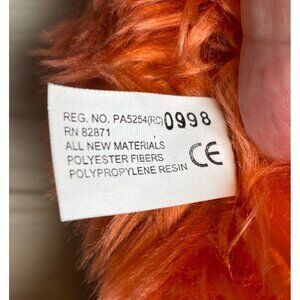 REG. NO. PA5254(RC) 0998
RN 82871
ALL NEW MATERIALS
POLYESTER FIBERS
POLYPROPYLENE RESIN CE